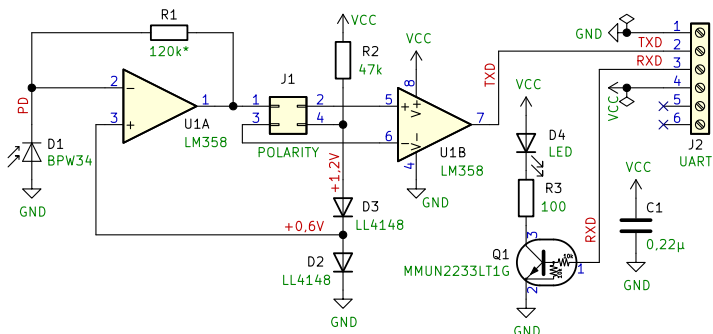 R1
120k*
VCC
R2
47k
J1
1
2
3
4
POLARITY
PD
2
3
1
U1A
LM358
D1
BPW34
GND
+1,2V
+0,6V
D3
LL4148
D2
LL4148
GND
VCC
8
V+
V-
4
5
6
7
U1B
LM358
GND
TXD
VCC
D4
LED
R3
100
Q1
MMUN2233LT1G
3
2
1
10k
GND
RXD
GND
TXD
RXD
VCC
1
2
3
4
5
6
J2
UART
VCC
C1
0,22µ
GND